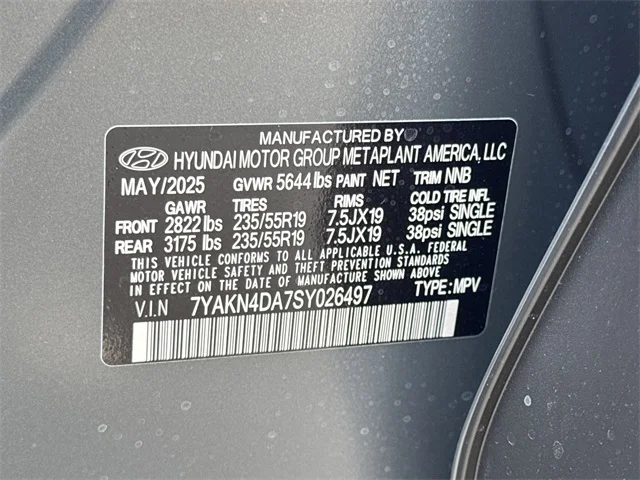 MANUFACTURED BY
HYUNDAI MOTOR GROUP METAPLANT AMERICA, LLC
MAY/2025 GVWR 5644 lbs PAINT NET TRIM NNB
GAWR TIRES RIMS COLD TIRE INFL
FRONT 2822 lbs 235/55R19 7.5JX19 38psi SINGLE
REAR 3175 lbs 235/55R19 7.5JX19 38psi SINGLE
THIS VEHICLE CONFORMS TO ALL APPLICABLE U.S.A. FEDERAL
MOTOR VEHICLE SAFETY, BUMPER, AND THEFT PREVENTION
STANDARDS IN EFFECT ON THE DATE OF MANUFACTURE SHOWN ABOVE.
V.I.N 7YAKN4DA7SY026497 TYPE: MPV